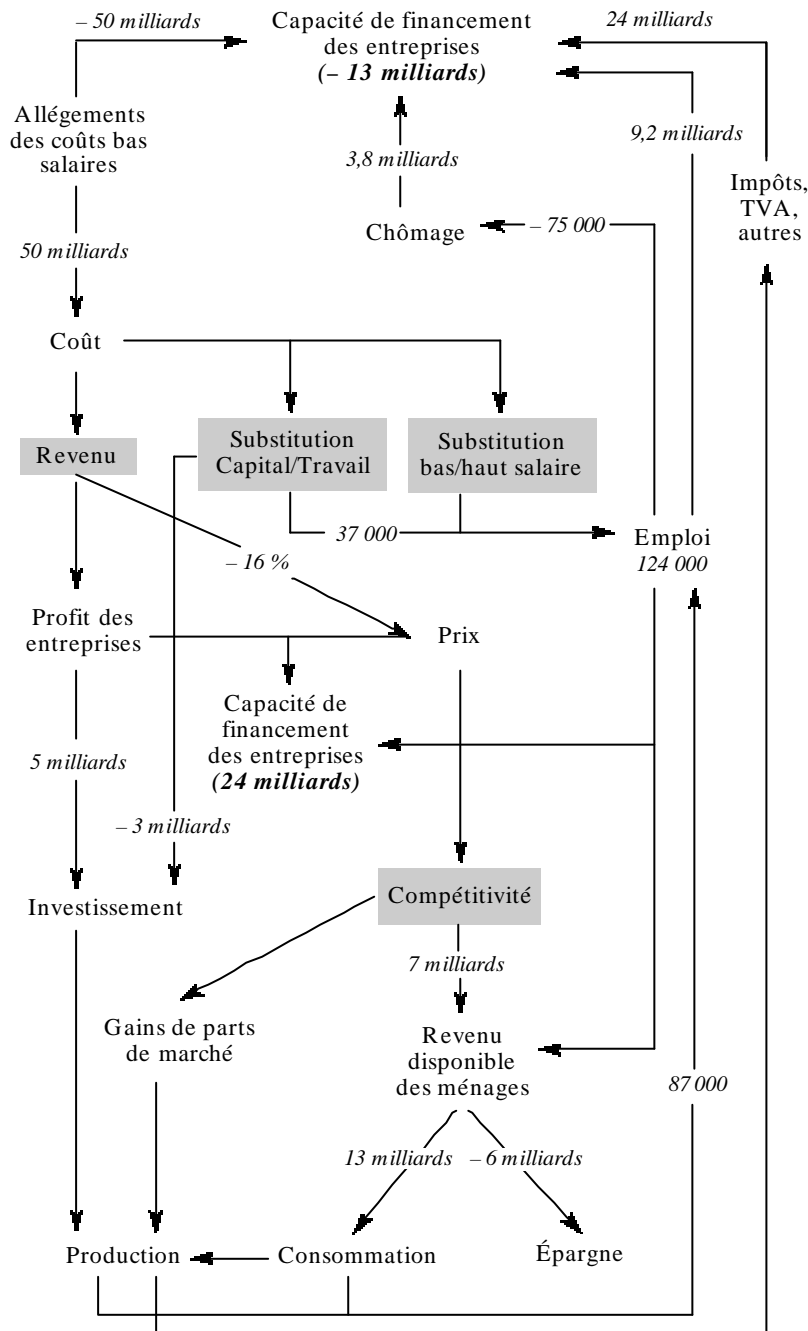 – 50 milliards
Capacité de financement
des entreprises
(– 13 milliards)
24 milliards
Allégements
des coûts bas
salaires
3,8 milliards
9,2 milliards
Impôts,
TVA,
autres
Chômage
– 75 000
50 milliards
Coût
Revenu
Substitution
Capital/Travail
Substitution
bas/haut salaire
37 000
Emploi
124 000
– 16 %
Profit des
entreprises
Prix
Capacité de
financement
des entreprises
(24 milliards)
5 milliards
– 3 milliards
Investissement
Compétitivité
7 milliards
Gains de parts
de marché
Revenu
disponible
des ménages
87 000
13 milliards
– 6 milliards
Production
Consommation
Épargne